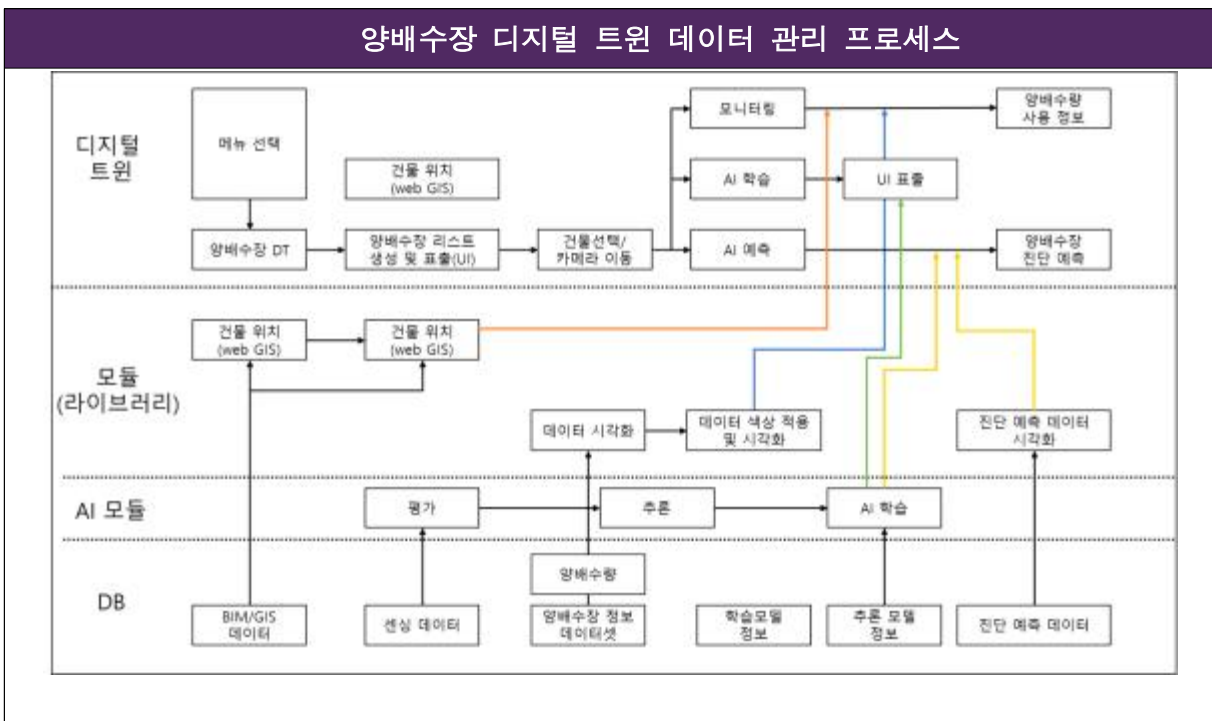 양배수장 디지털 트윈 데이터 관리 프로세스
디지털
트윈
메뉴 선택
건물 위치
(web GIS)
모니터링
양배수량
사용 정보
AI 학습
UI 표출
양배수장 DT
양배수장 리스트
생성 및 표출(UI)
건물선택/
카메라 이동
AI 예측
양배수장
진단 예측
모듈
(라이브러리)
건물 위치
(web GIS)
건물 위치
(web GIS)
데이터 시각화
데이터 색상 적용
및 시각화
진단 예측 데이터
시각화
AI 모듈
평가
추론
AI 학습
DB
양배수량
BIM/GIS
데이터
센싱 데이터
양배수장 정보
데이터셋
학습모델
정보
추론 모델
정보
진단 예측 데이터